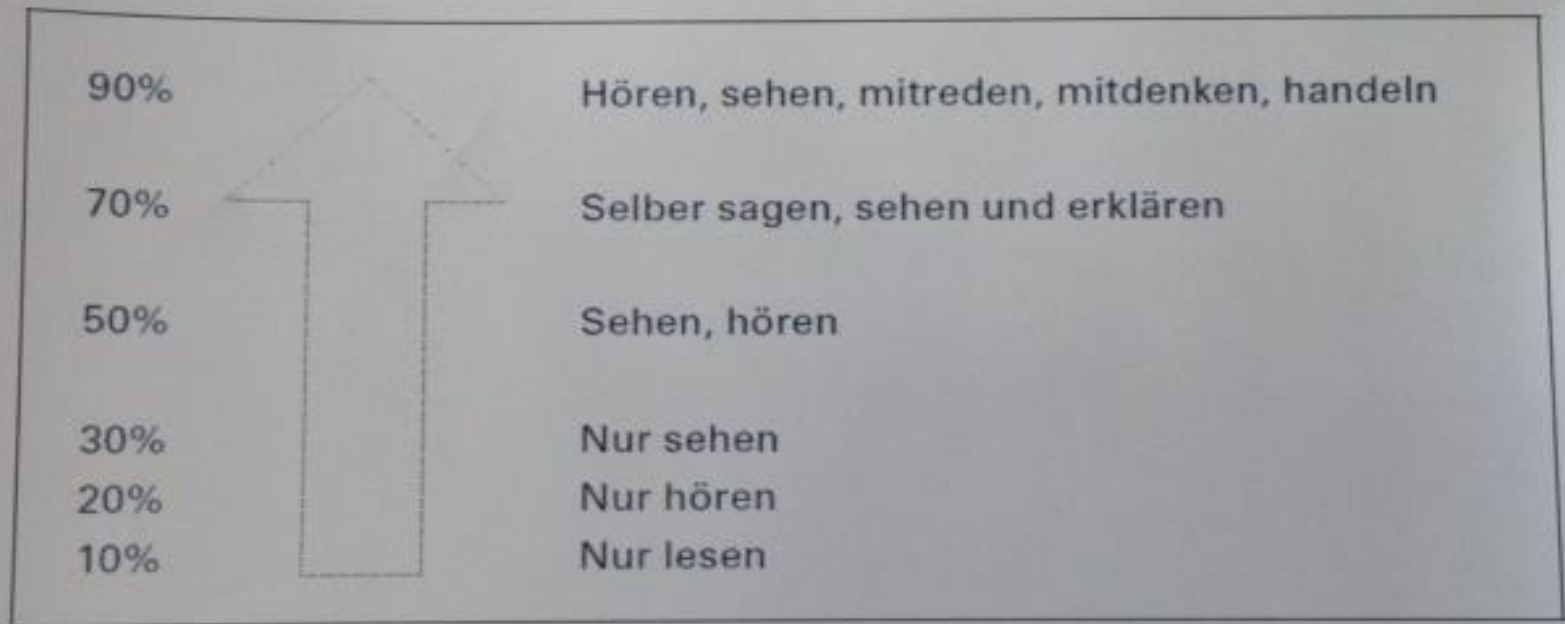 90% Hören, sehen, mitreden, mitdenken, handeln
70% Selber sagen, sehen und erklären
50% Sehen, hören
30% Nur sehen
20% Nur hören
10% Nur lesen